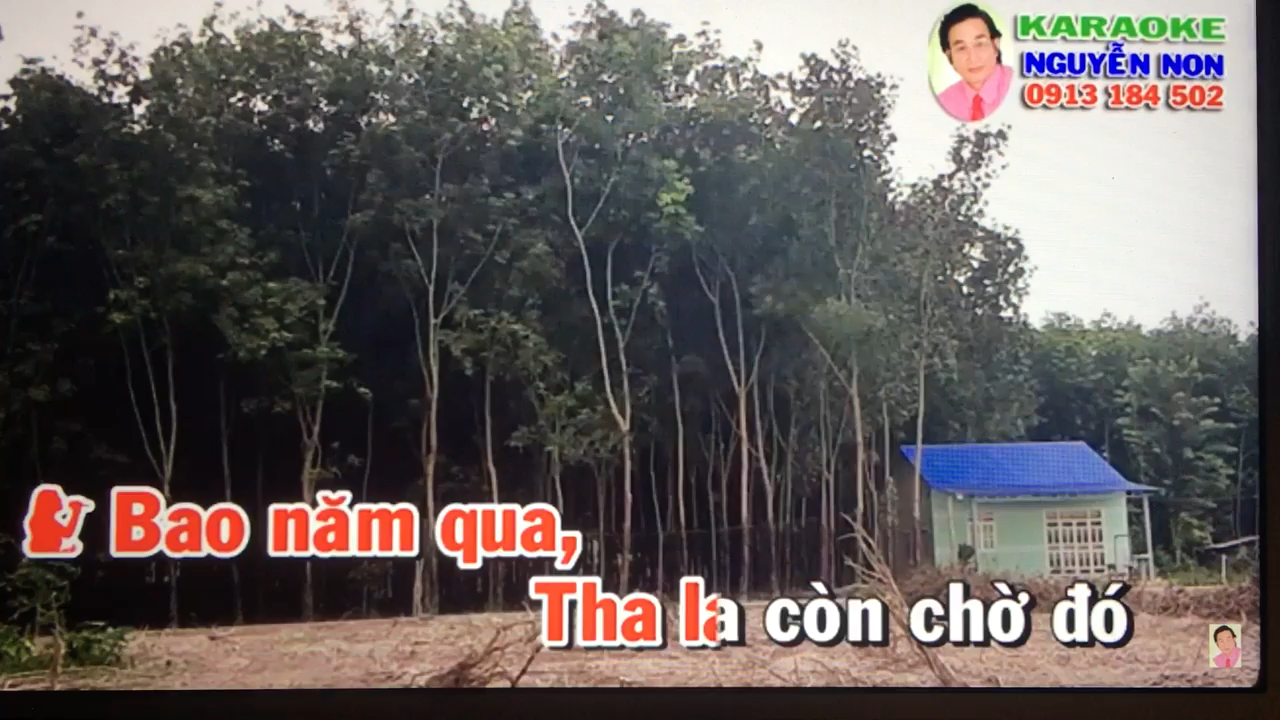 KARAOKE
NGUYỄN NON
0913 184 502
Bao năm qua,
Tha la còn chờ đó